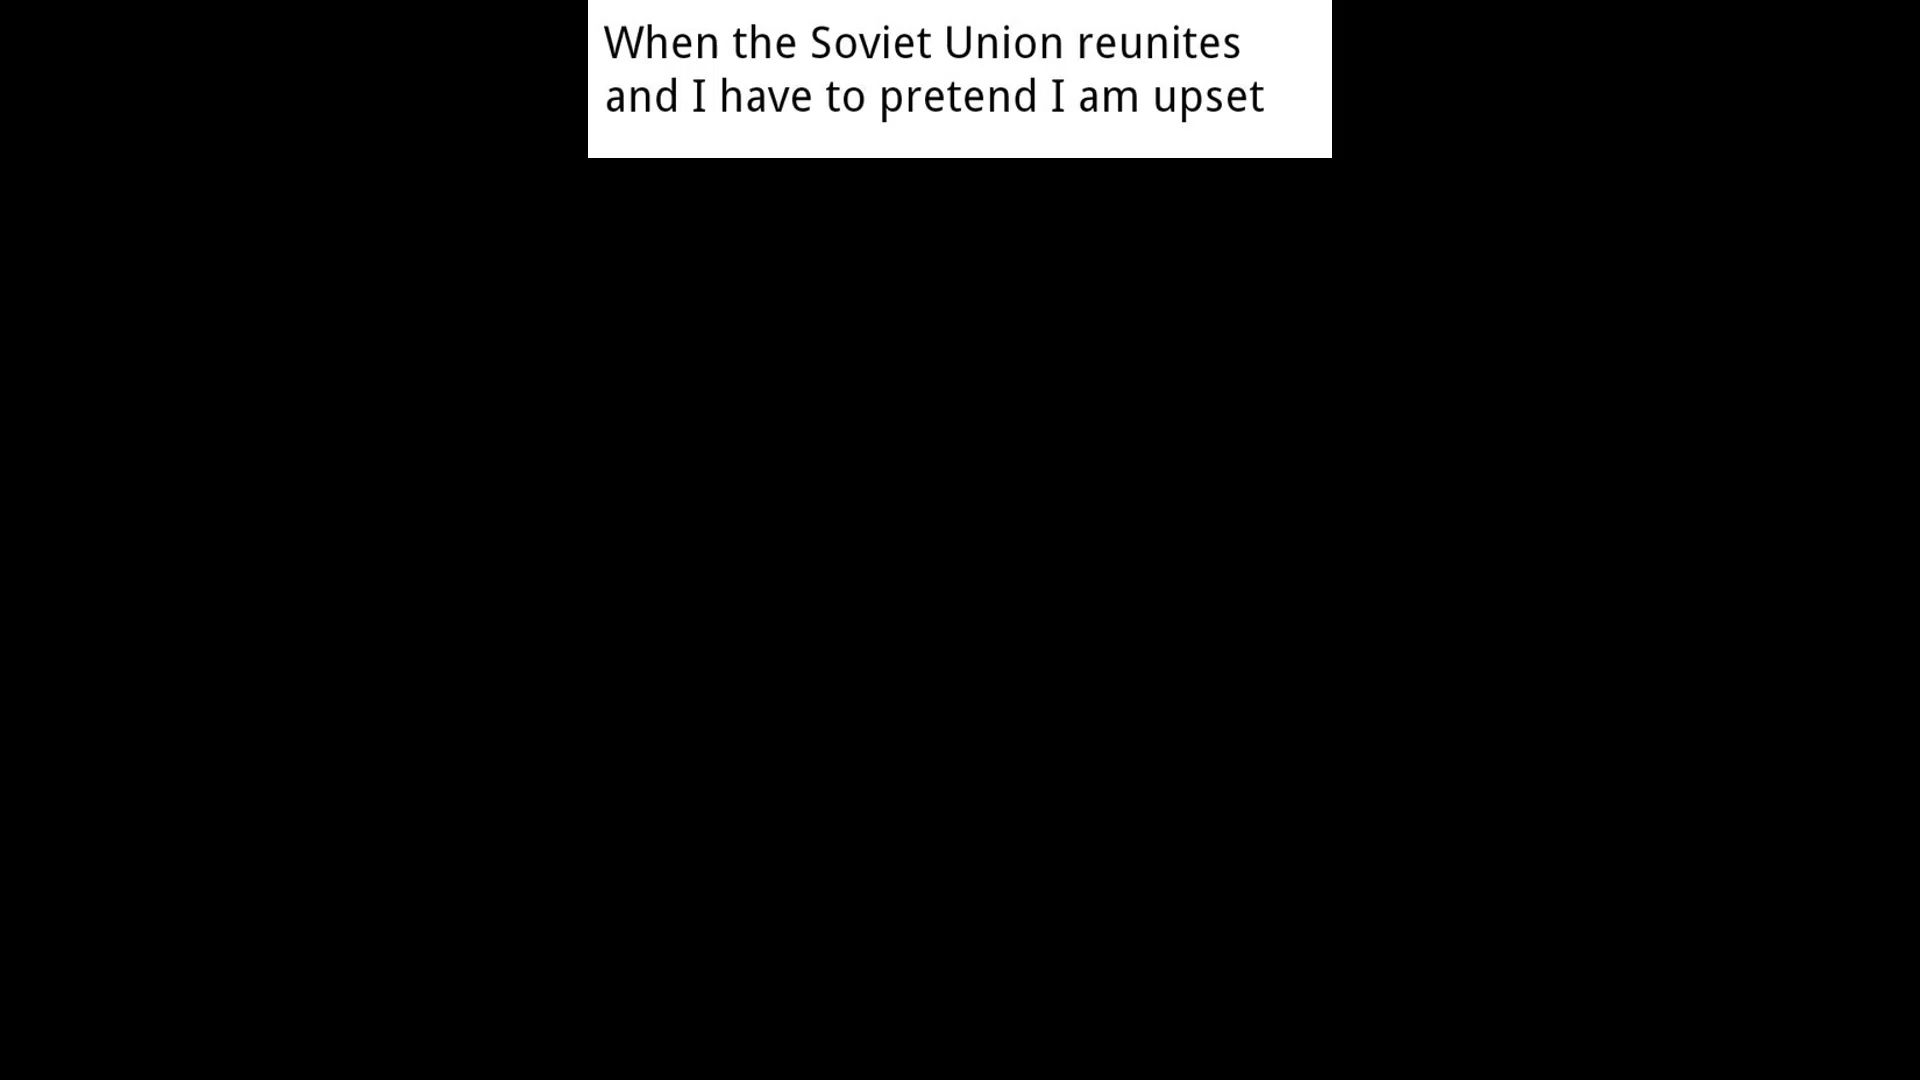 When the Soviet Union reunites
and I have to pretend I am upset